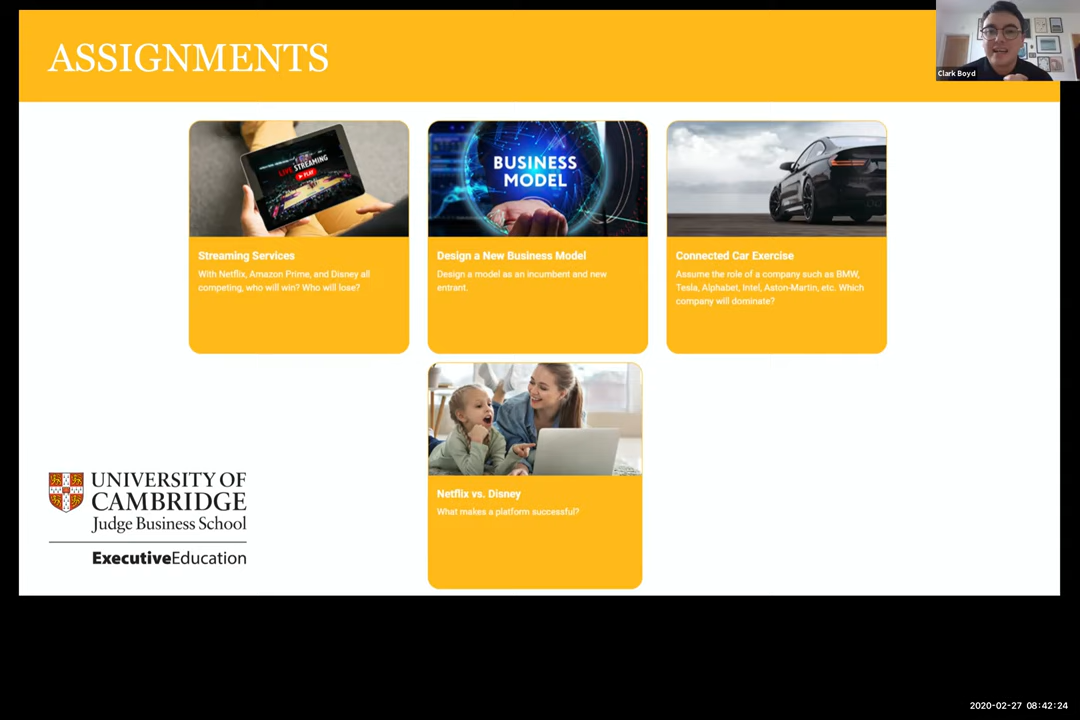 ASSIGNMENTS
Clark Boyd
LIVE STREAMING
PLAY
BUSINESS
MODEL
Streaming Services
With Netflix, Amazon Prime, and Disney all
competing, who will win? Who will lose?
Design a New Business Model
Design a model as an incumbent and new
entrant.
Connected Car Exercise
Assume the role of a company such as BMW,
Tesla, Alphabet, Intel, Aston-Martin, etc. Which
company will dominate?
Netflix vs. Disney
What makes a platform successful?
UNIVERSITY OF
CAMBRIDGE
Judge Business School
ExecutiveEducation
2020-02-27 08:42:24